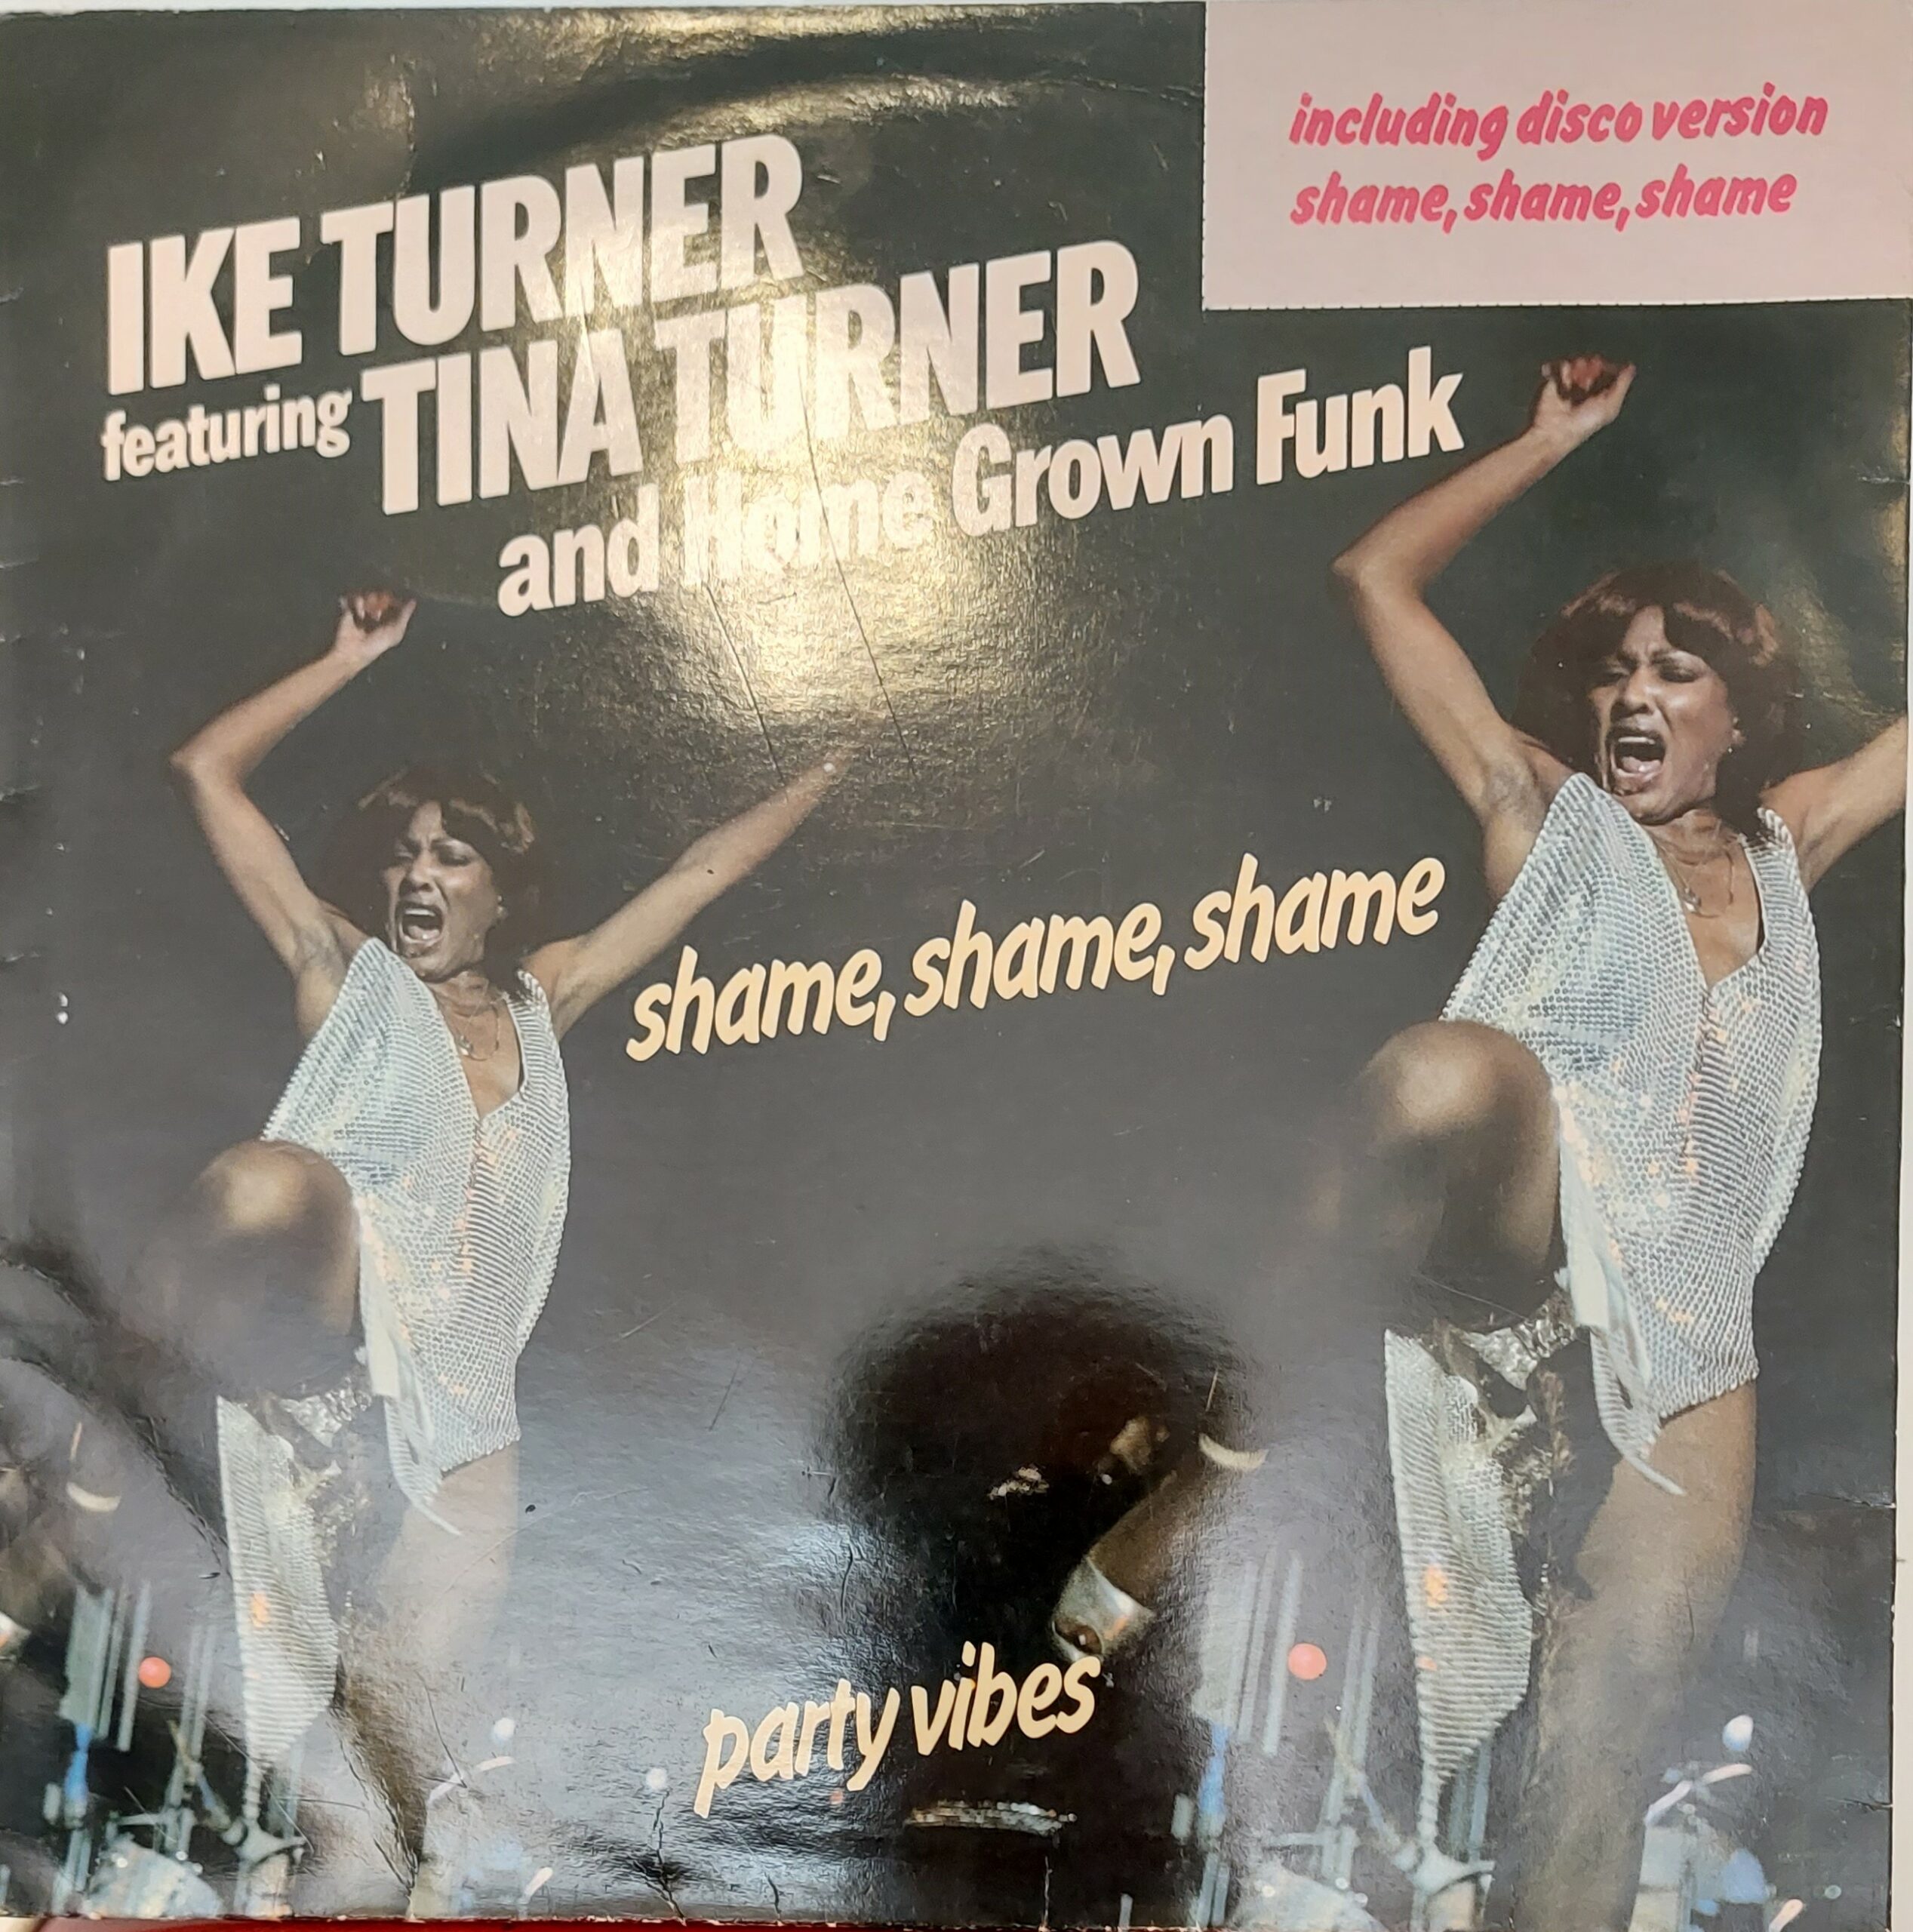 including disco version
shame, shame, shame
IKE TURNER
featuring TINA TURNER
and Home Grown Funk
shame, shame, shame
party vibes